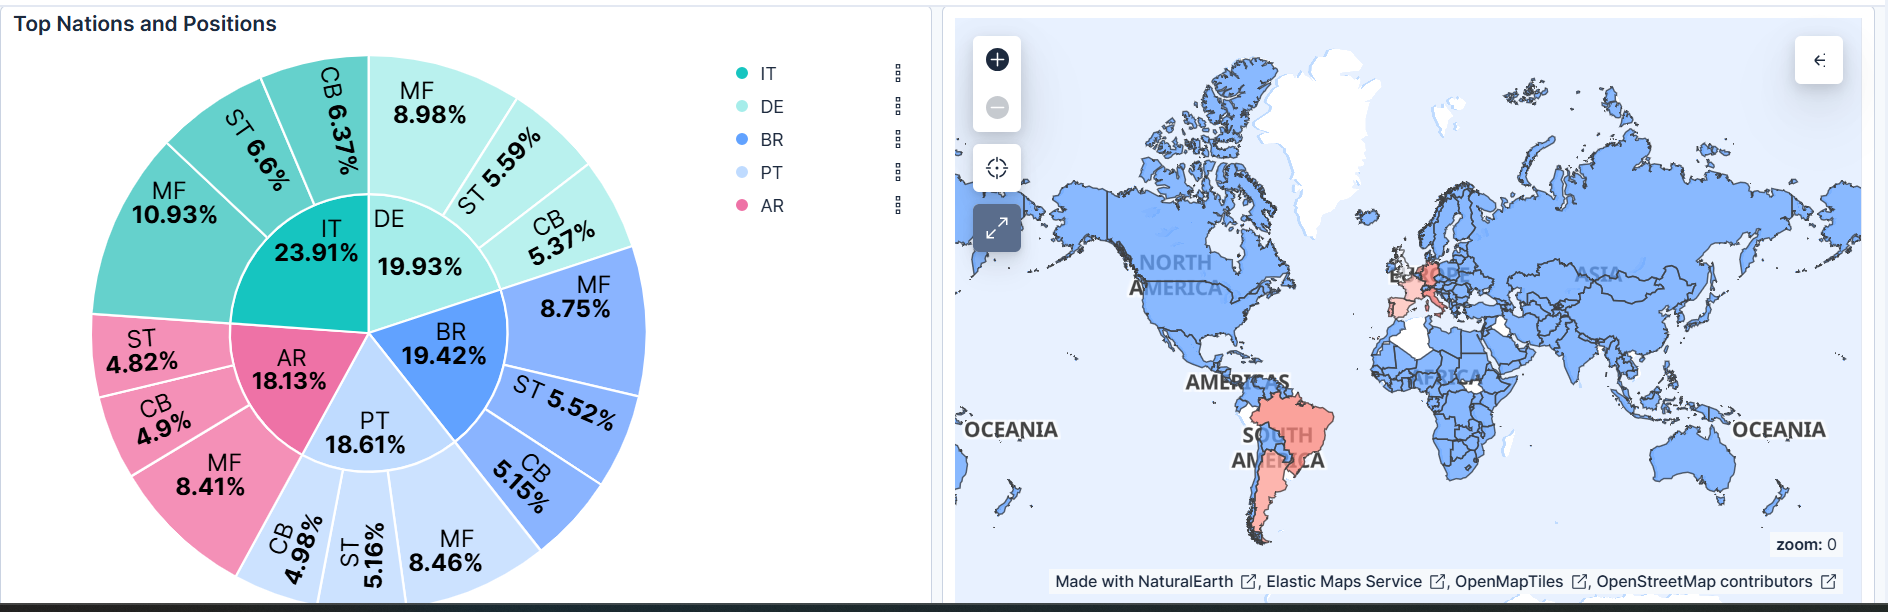 Top Nations and Positions
IT
23.91%
MF
10.93%
ST 6.6%
CB 6.37%
DE
19.93%
MF
8.98%
ST 5.59%
CB
5.37%
BR
19.42%
MF
8.75%
ST 5.52%
CB
5.15%
PT
18.61%
MF
8.46%
ST
5.16%
CB
4.98%
AR
18.13%
MF
8.41%
CB
4.9%
ST
4.82%
IT
DE
BR
PT
AR
NORTH
AMERICA
EUROPE
ASIA
AFRICA
AMERICAS
OCEANIA
SOUTH
AMERICA
OCEANIA
zoom: 0
Made with NaturalEarth, Elastic Maps Service, OpenMapTiles, OpenStreetMap contributors